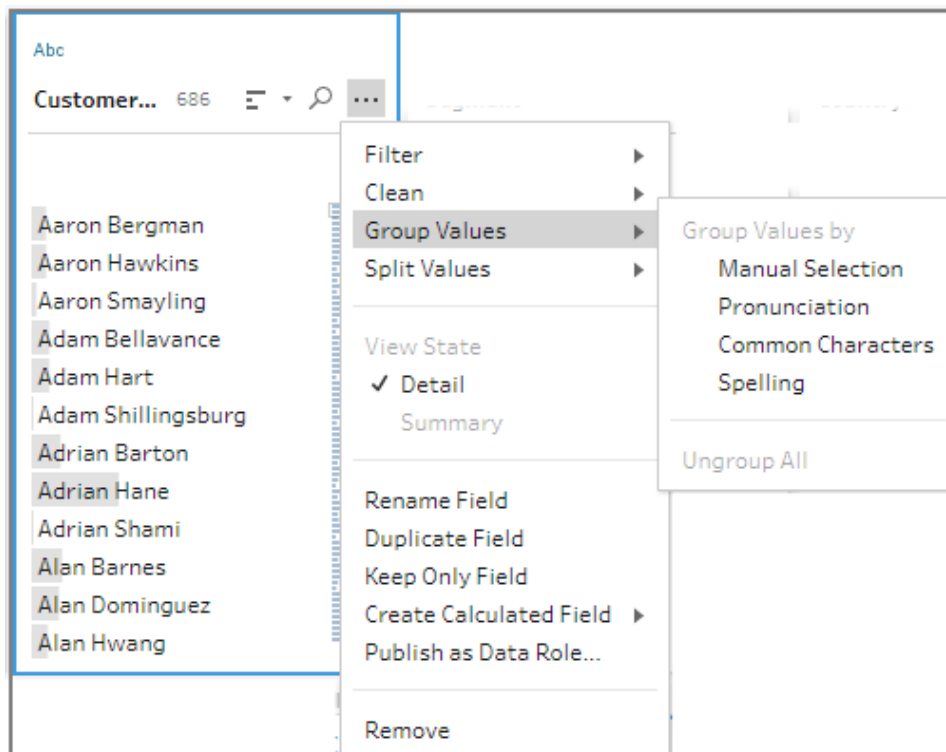 Abc
Customer... 686
Aaron Bergman
Aaron Hawkins
Aaron Smayling
Adam Bellavance
Adam Hart
Adam Shillingsburg
Adrian Barton
Adrian Hane
Adrian Shami
Alan Barnes
Alan Dominguez
Alan Hwang
Filter
Clean
Group Values
Split Values
View State
Detail
Summary
Rename Field
Duplicate Field
Keep Only Field
Create Calculated Field
Publish as Data Role...
Remove
Group Values by
Manual Selection
Pronunciation
Common Characters
Spelling
Ungroup All